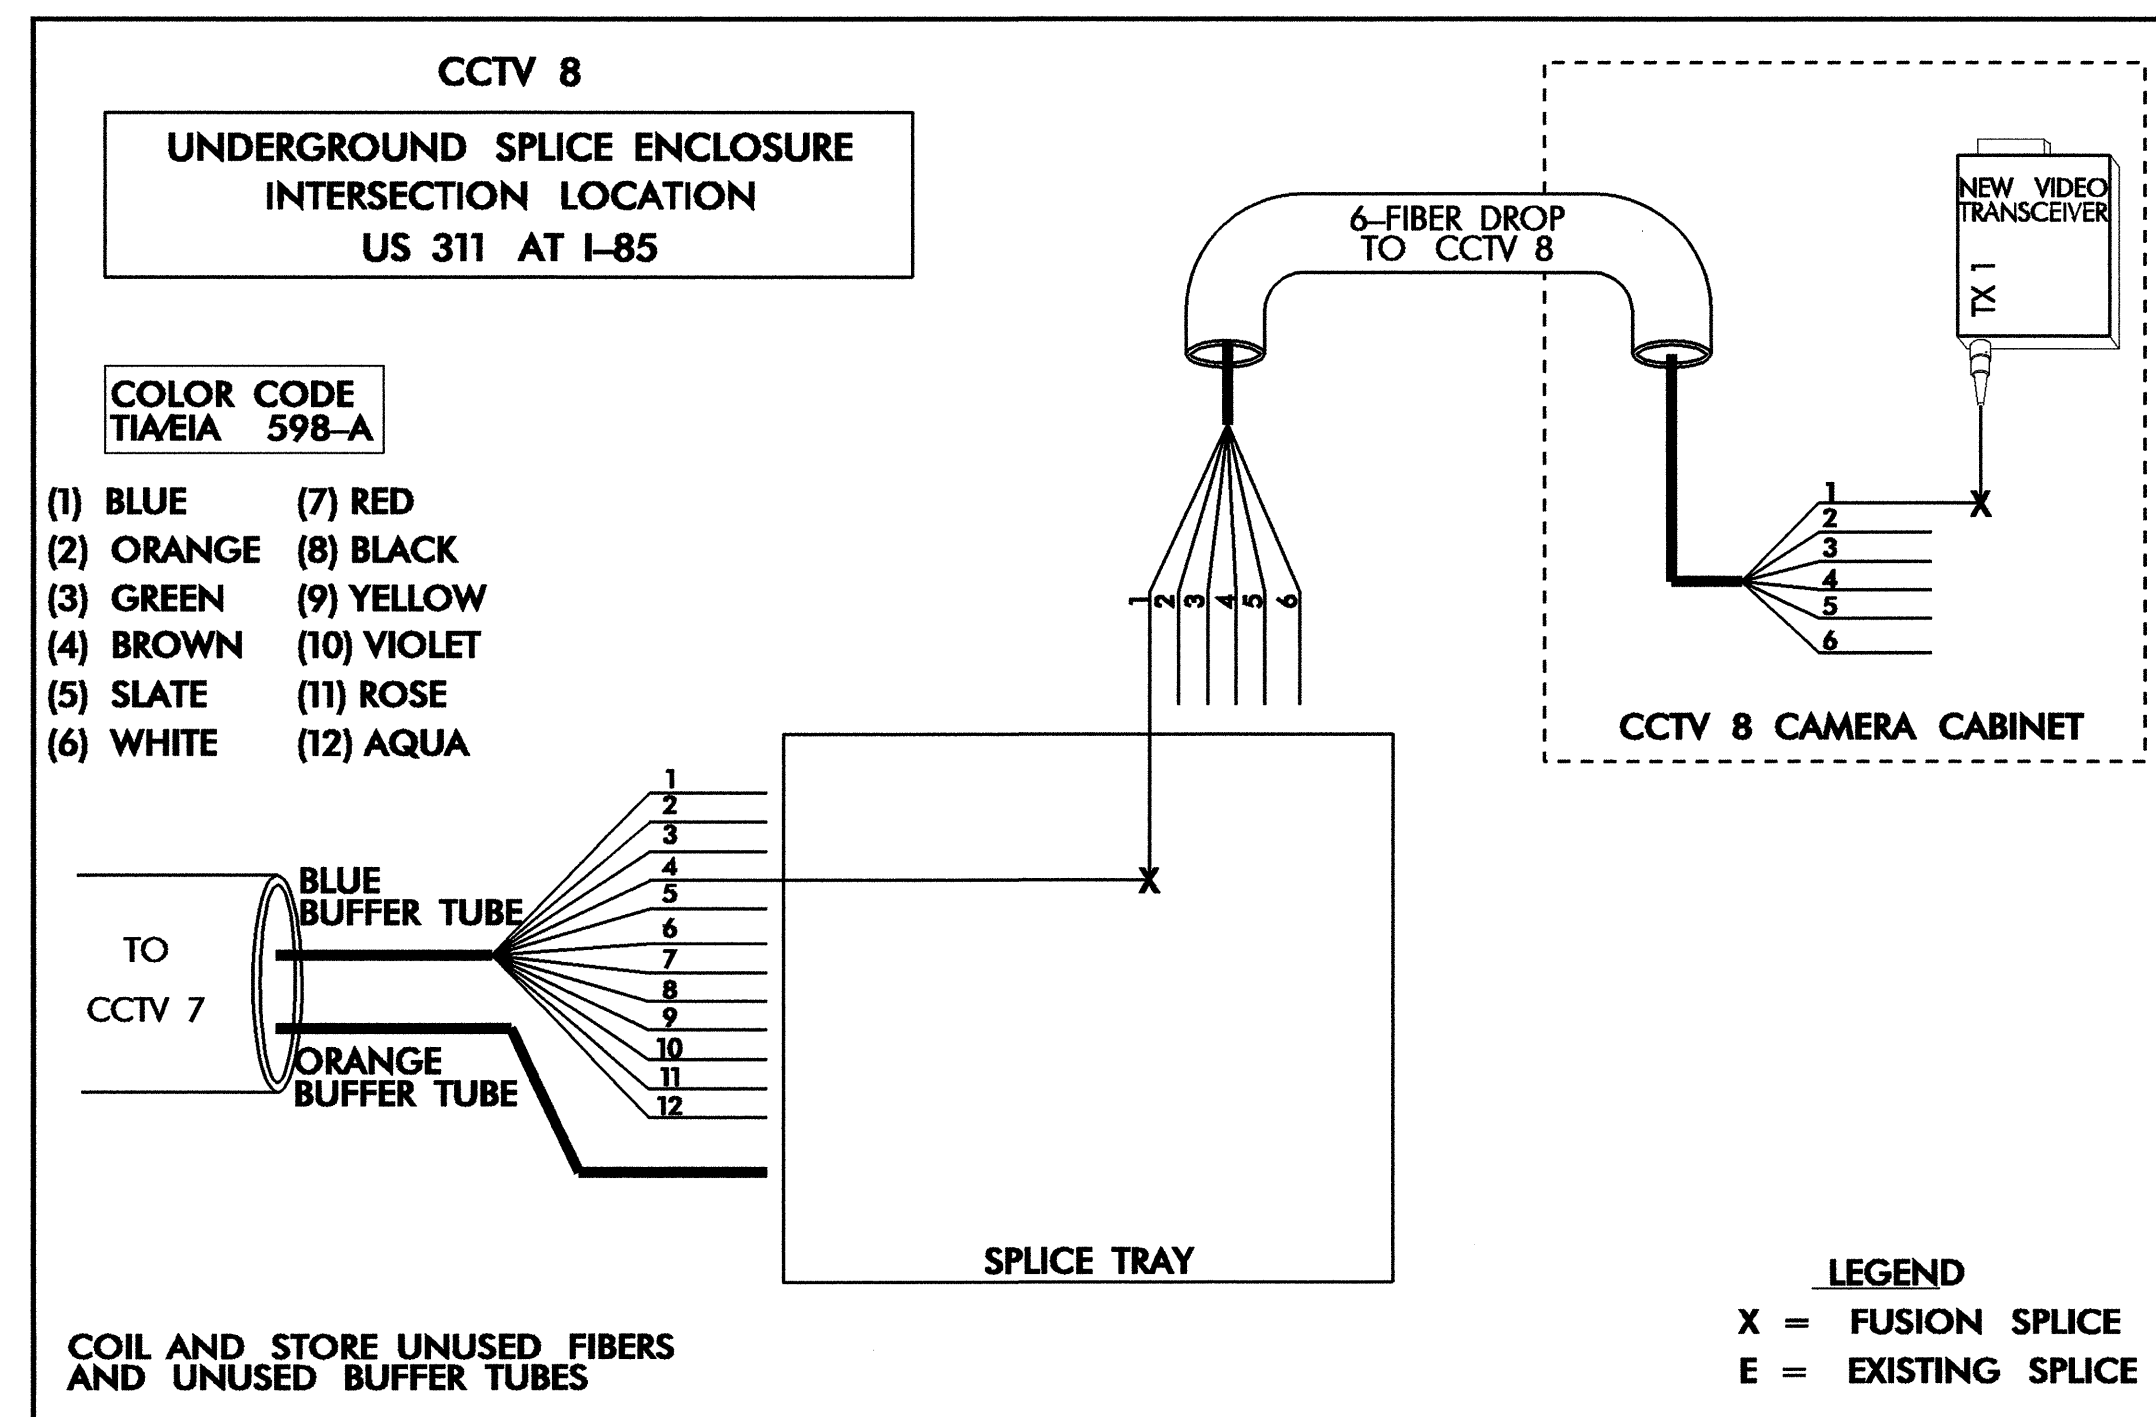 CCTV 8
UNDERGROUND SPLICE ENCLOSURE
INTERSECTION LOCATION
US 311 AT I-85
COLOR CODE
TIA/EIA 598-A
(1) BLUE
(2) ORANGE
(3) GREEN
(4) BROWN
(5) SLATE
(6) WHITE
(7) RED
(8) BLACK
(9) YELLOW
(10) VIOLET
(11) ROSE
(12) AQUA
6-FIBER DROP
TO CCTV 8
NEW VIDEO
TRANSCEIVER
TX 1
1
2
3
4
5
6
1
2
3
4
5
6
CCTV 8 CAMERA CABINET
TO
CCTV 7
BLUE
BUFFER TUBE
ORANGE
BUFFER TUBE
1
2
3
4
5
6
7
8
9
10
11
12
SPLICE TRAY
COIL AND STORE UNUSED FIBERS
AND UNUSED BUFFER TUBES
LEGEND
X = FUSION SPLICE
E = EXISTING SPLICE